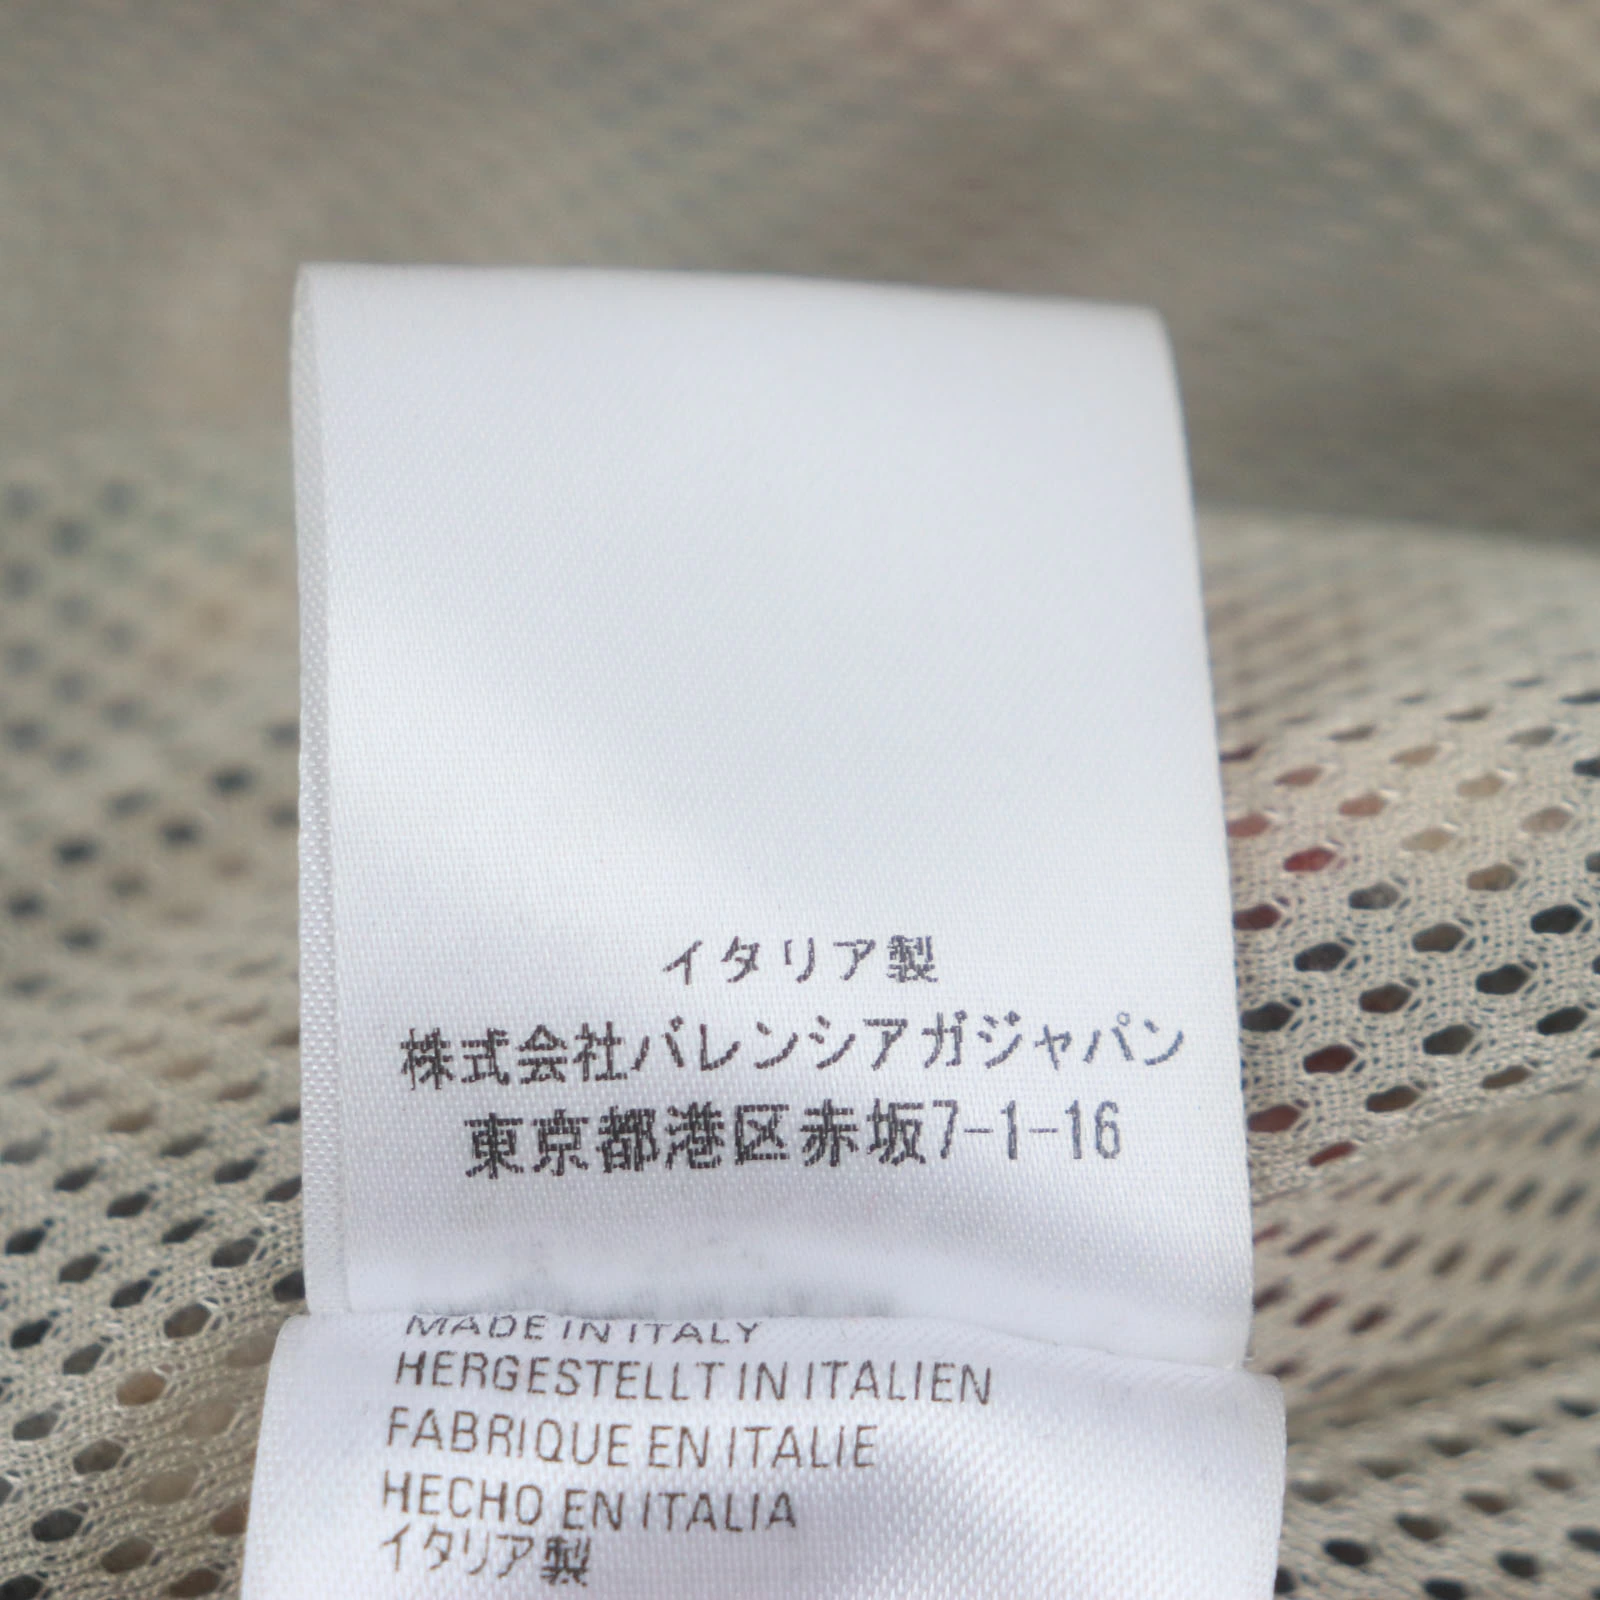 イタリア製
株式会社バレンシアガジャパン
東京都港区赤坂7-1-16
MADE IN ITALY
HERGESTELLT IN ITALIEN
FABRIQUE EN ITALIE
HECHO EN ITALIA
イタリア製